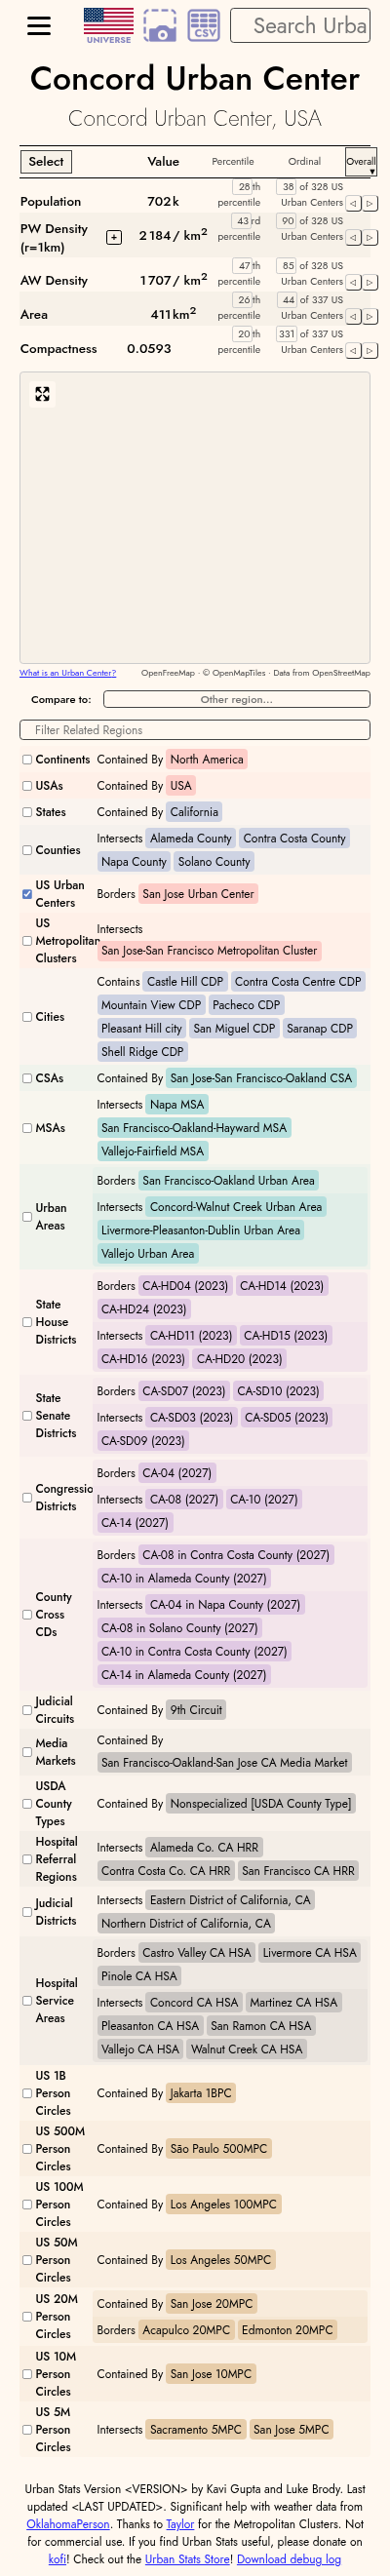 UNIVERSE
CSV
Search Urba
Concord Urban Center
Concord Urban Center, USA
Select Value Percentile Ordinal Overall ▼
Population 702k 28th percentile 38 of 328 US Urban Centers ◁ ▷
PW Density (r=1km) + 2 184 / km² 43rd percentile 90 of 328 US Urban Centers ◁ ▷
AW Density 1 707 / km² 47th percentile 85 of 328 US Urban Centers ◁ ▷
Area 411 km² 26th percentile 44 of 337 US Urban Centers ◁ ▷
Compactness 0.0593 20th percentile 331 of 337 US Urban Centers ◁ ▷
What is an Urban Center? OpenFreeMap · © OpenMapTiles · Data from OpenStreetMap
Compare to: Other region...
Filter Related Regions
Continents Contained By North America
USAs Contained By USA
States Contained By California
Counties Intersects Alameda County Contra Costa County
Napa County Solano County
US Urban Centers Borders San Jose Urban Center
US Metropolitan Clusters Intersects
San Jose-San Francisco Metropolitan Cluster
Cities Contains Castle Hill CDP Contra Costa Centre CDP
Mountain View CDP Pacheco CDP
Pleasant Hill city San Miguel CDP Saranap CDP
Shell Ridge CDP
CSAs Contained By San Jose-San Francisco-Oakland CSA
MSAs Intersects Napa MSA
San Francisco-Oakland-Hayward MSA
Vallejo-Fairfield MSA
Urban Areas Borders San Francisco-Oakland Urban Area
Intersects Concord-Walnut Creek Urban Area
Livermore-Pleasanton-Dublin Urban Area
Vallejo Urban Area
State House Districts Borders CA-HD04 (2023) CA-HD14 (2023)
CA-HD24 (2023)
Intersects CA-HD11 (2023) CA-HD15 (2023)
CA-HD16 (2023) CA-HD20 (2023)
State Senate Districts Borders CA-SD07 (2023) CA-SD10 (2023)
Intersects CA-SD03 (2023) CA-SD05 (2023)
CA-SD09 (2023)
Congressio Districts Borders CA-04 (2027)
Intersects CA-08 (2027) CA-10 (2027)
CA-14 (2027)
County Cross CDs Borders CA-08 in Contra Costa County (2027)
CA-10 in Alameda County (2027)
Intersects CA-04 in Napa County (2027)
CA-08 in Solano County (2027)
CA-10 in Contra Costa County (2027)
CA-14 in Alameda County (2027)
Judicial Circuits Contained By 9th Circuit
Media Markets Contained By
San Francisco-Oakland-San Jose CA Media Market
USDA County Types Contained By Nonspecialized [USDA County Type]
Hospital Referral Regions Intersects Alameda Co. CA HRR
Contra Costa Co. CA HRR San Francisco CA HRR
Judicial Districts Intersects Eastern District of California, CA
Northern District of California, CA
Hospital Service Areas Borders Castro Valley CA HSA Livermore CA HSA
Pinole CA HSA
Intersects Concord CA HSA Martinez CA HSA
Pleasanton CA HSA San Ramon CA HSA
Vallejo CA HSA Walnut Creek CA HSA
US 1B Person Circles Contained By Jakarta 1BPC
US 500M Person Circles Contained By São Paulo 500MPC
US 100M Person Circles Contained By Los Angeles 100MPC
US 50M Person Circles Contained By Los Angeles 50MPC
US 20M Person Circles Contained By San Jose 20MPC
Borders Acapulco 20MPC Edmonton 20MPC
US 10M Person Circles Contained By San Jose 10MPC
US 5M Person Circles Intersects Sacramento 5MPC San Jose 5MPC
Urban Stats Version <VERSION> by Kavi Gupta and Luke Brody. Last
updated <LAST UPDATED>. Significant help with weather data from
OklahomaPerson. Thanks to Taylor for the Metropolitan Clusters. Not
for commercial use. If you find Urban Stats useful, please donate on
kofi! Check out the Urban Stats Store! Download debug log